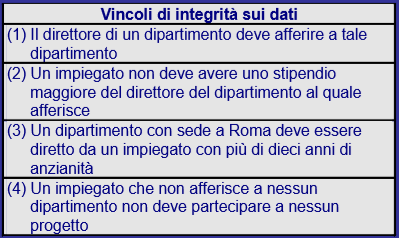 Vincoli di integrità sui dati
(1) Il direttore di un dipartimento deve afferire a tale
dipartimento
(2) Un impiegato non deve avere uno stipendio
maggiore del direttore del dipartimento al quale
afferisce
(3) Un dipartimento con sede a Roma deve essere
diretto da un impiegato con più di dieci anni di
anzianità
(4) Un impiegato che non afferisce a nessun
dipartimento non deve partecipare a nessun
progetto